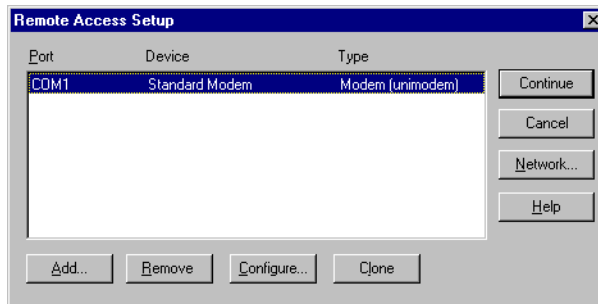 Remote Access Setup
Port Device Type
COM1 Standard Modem Modem (unimodem)
Continue
Cancel
Network...
Help
Add... Remove Configure... Clone